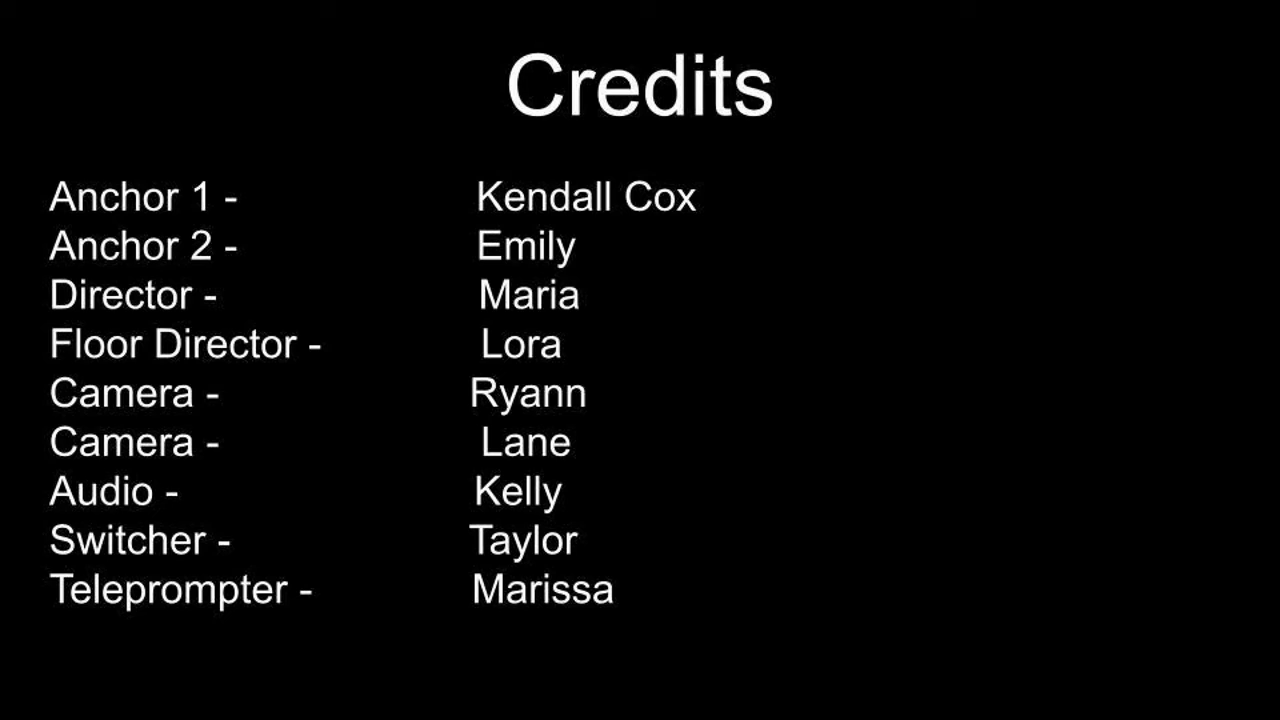 Credits
Anchor 1 - Kendall Cox
Anchor 2 - Emily
Director - Maria
Floor Director - Lora
Camera - Ryann
Camera - Lane
Audio - Kelly
Switcher - Taylor
Teleprompter - Marissa